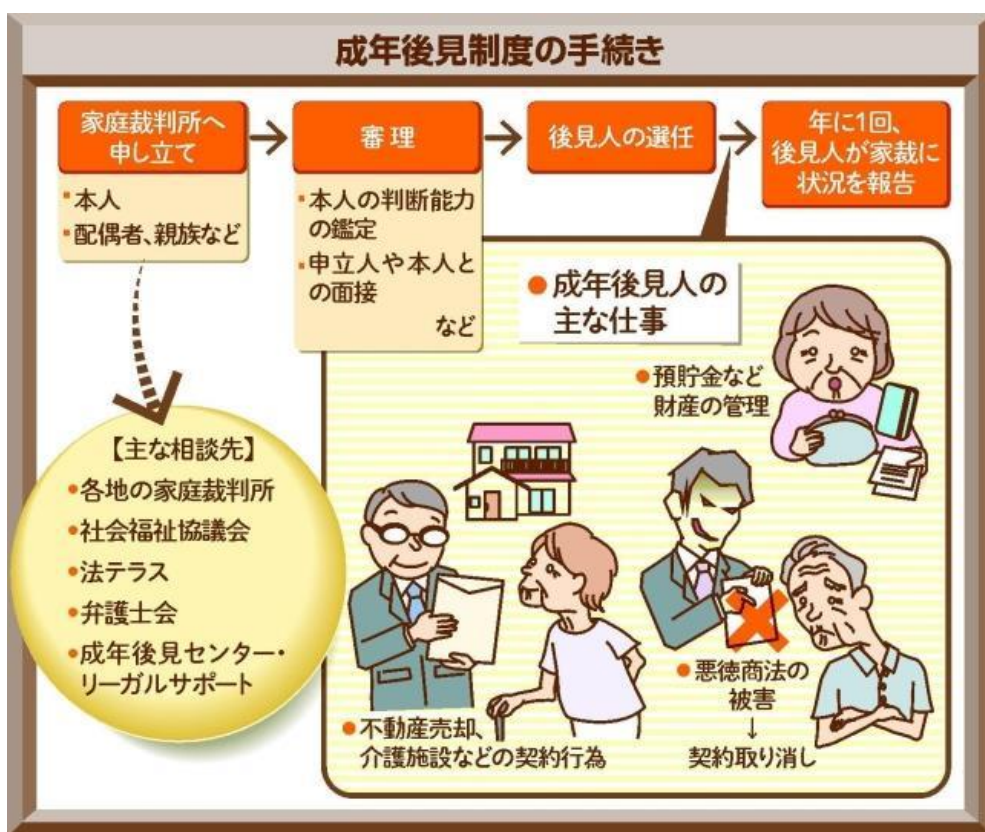 成年後見制度の手続き
家庭裁判所へ
申し立て
・本人
・配偶者、親族など
審理
・本人の判断能力
の鑑定
・申立人や本人と
の面接
など
後見人の選任
年に1回、
後見人が家裁に
状況を報告
【主な相談先】
●各地の家庭裁判所
●社会福祉協議会
●法テラス
●弁護士会
●成年後見センター・
リーガルサポート
●成年後見人の
主な仕事
●預貯金など
財産の管理
●不動産売却、
介護施設などの契約行為
●悪徳商法の
被害
↓
契約取り消し